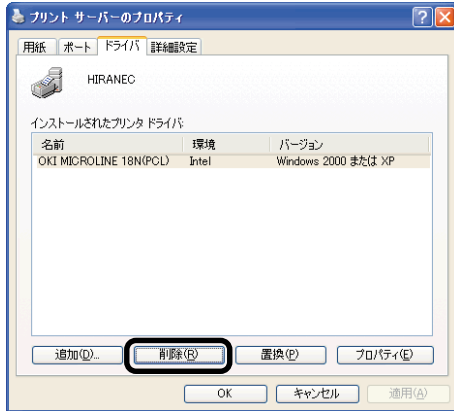 プリント サーバーのプロパティ
用紙 ポート ドライバ 詳細設定
HIRANEC
インストールされたプリンタ ドライバ:
名前 環境 バージョン
OKI MICROLINE 18N(PCL) Intel Windows 2000 または XP
追加(D)... 削除(R) 置換(P) プロパティ(E)
OK キャンセル 適用(A)